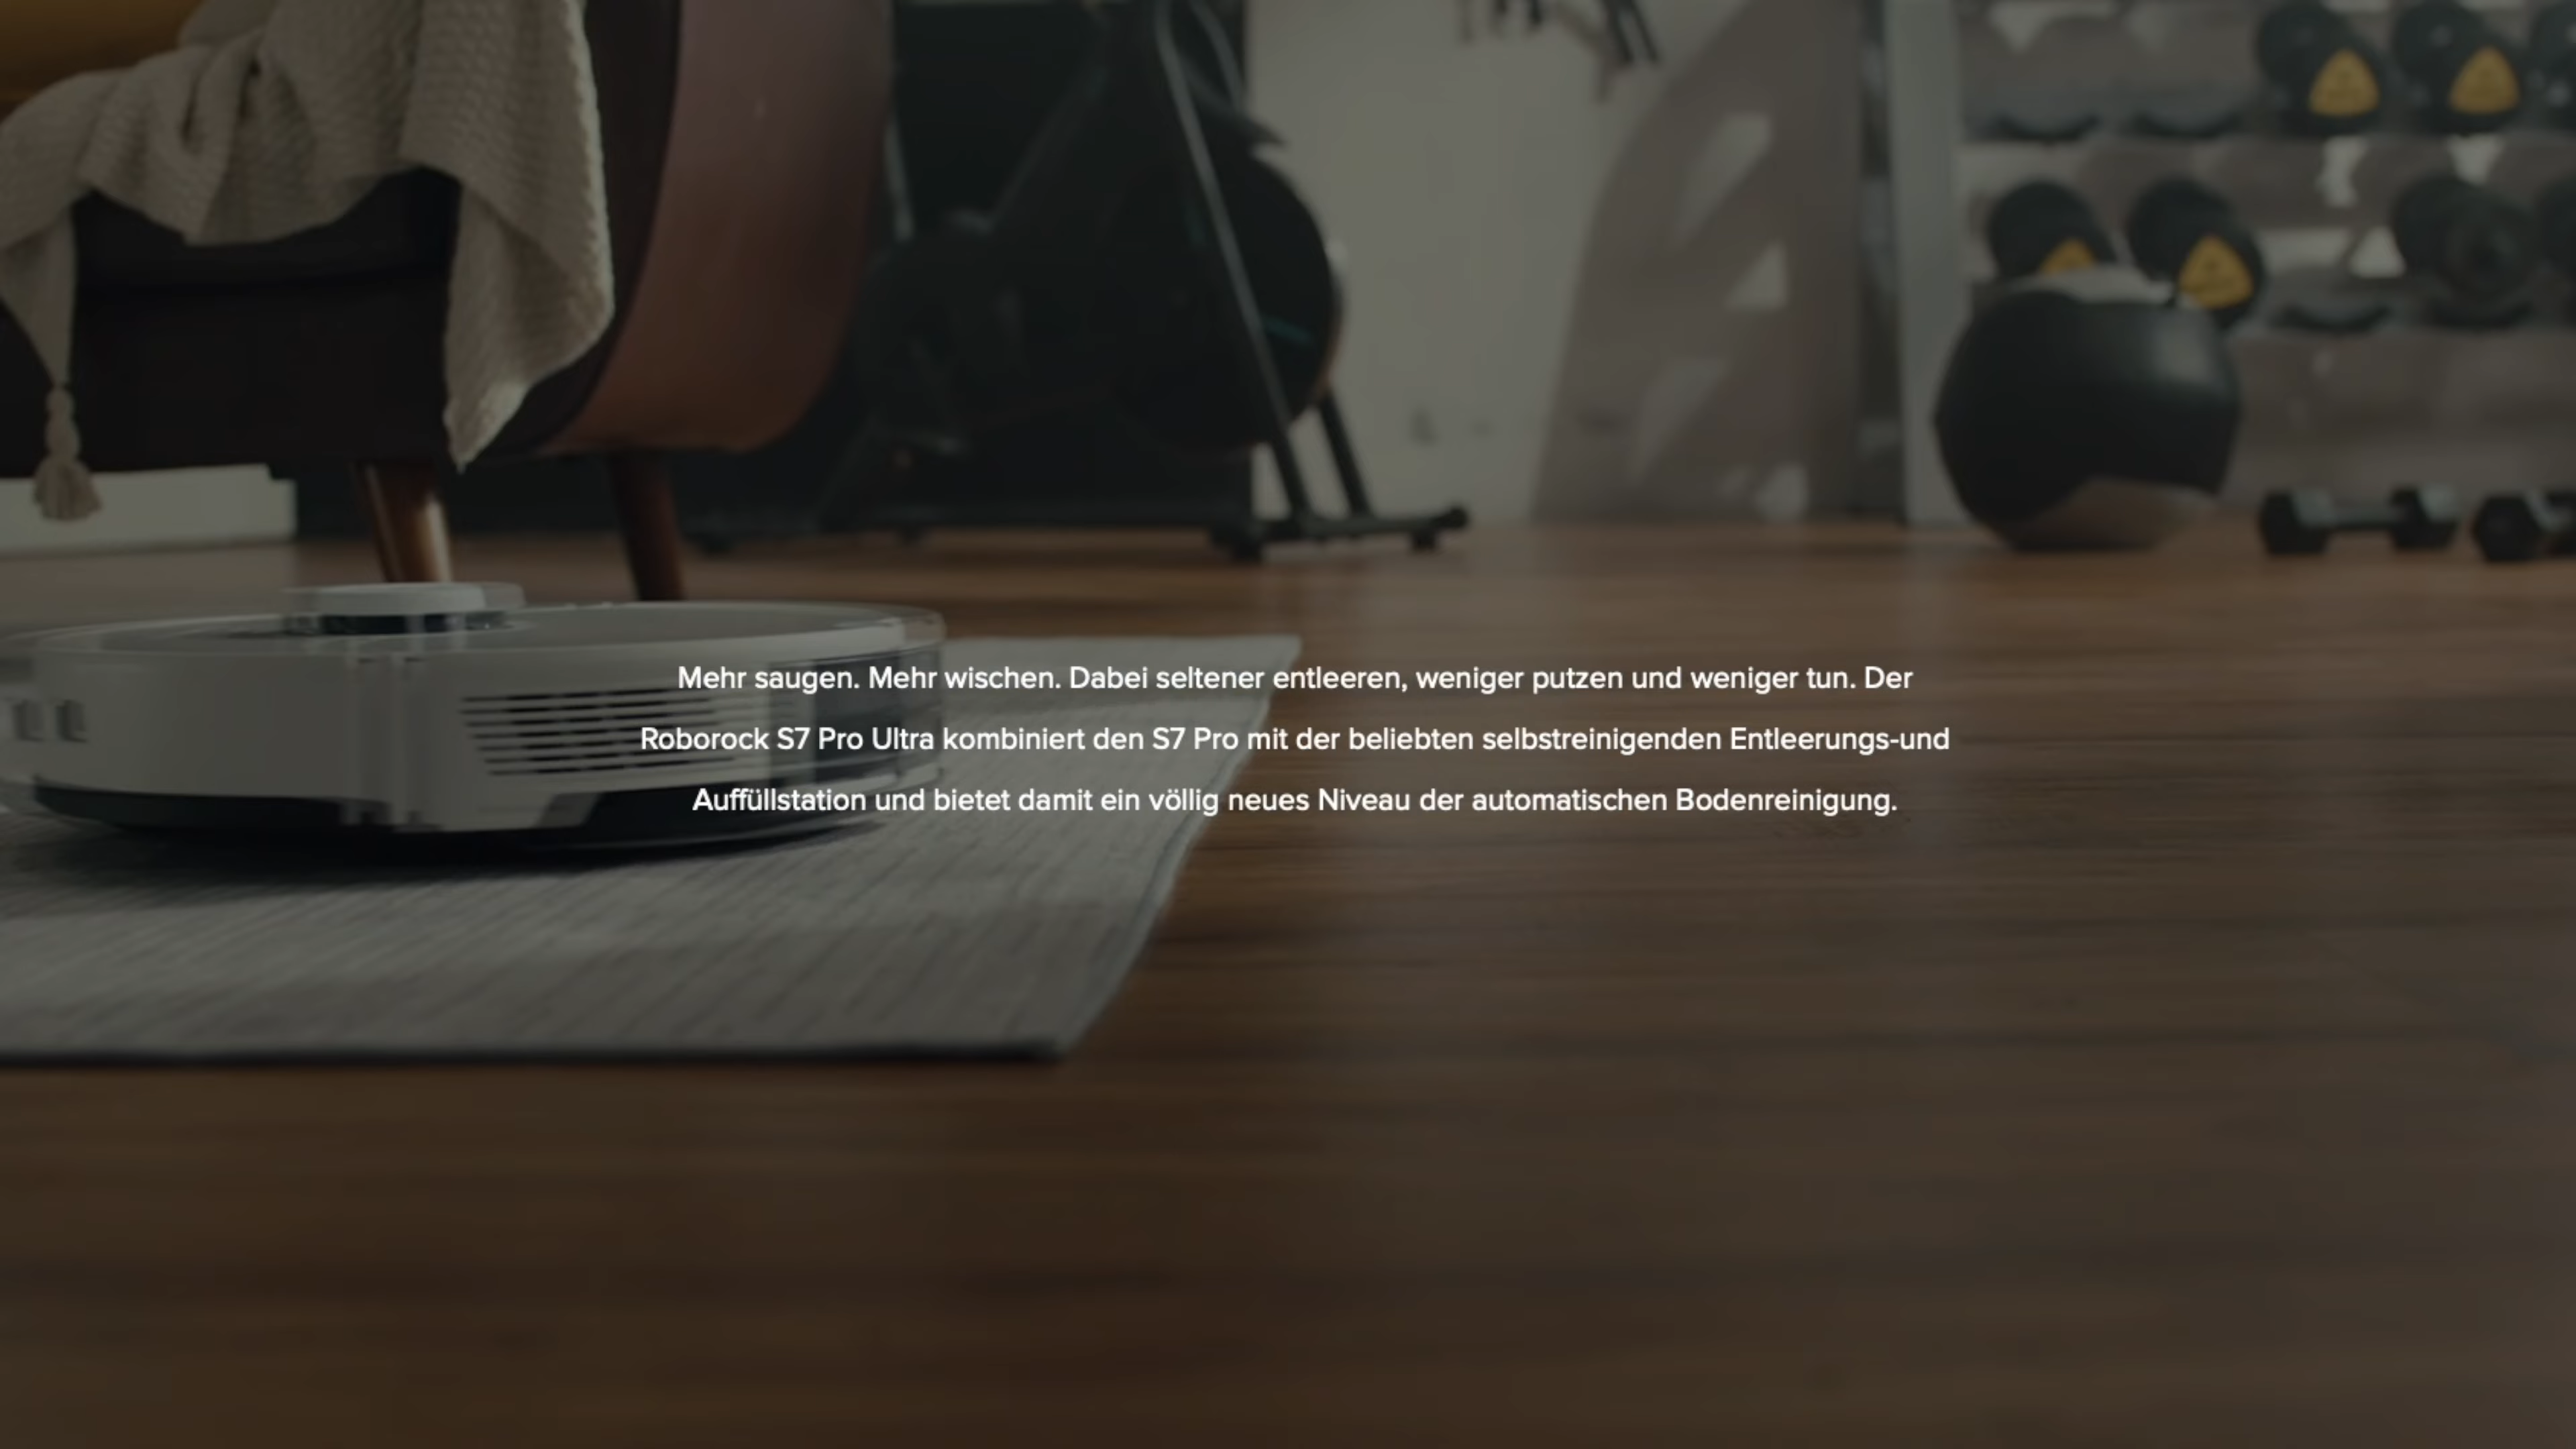 Mehr saugen. Mehr wischen. Dabei seltener entleeren, weniger putzen und weniger tun. Der
Roborock S7 Pro Ultra kombiniert den S7 Pro mit der beliebten selbstreinigenden Entleerungs-und
Auffüllstation und bietet damit ein völlig neues Niveau der automatischen Bodenreinigung.